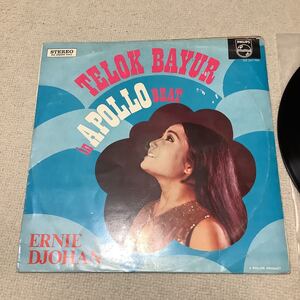 STEREO
PHILIPS
TELOK BAYUR
in APOLLO BEAT
ERNIE
DJOHAN